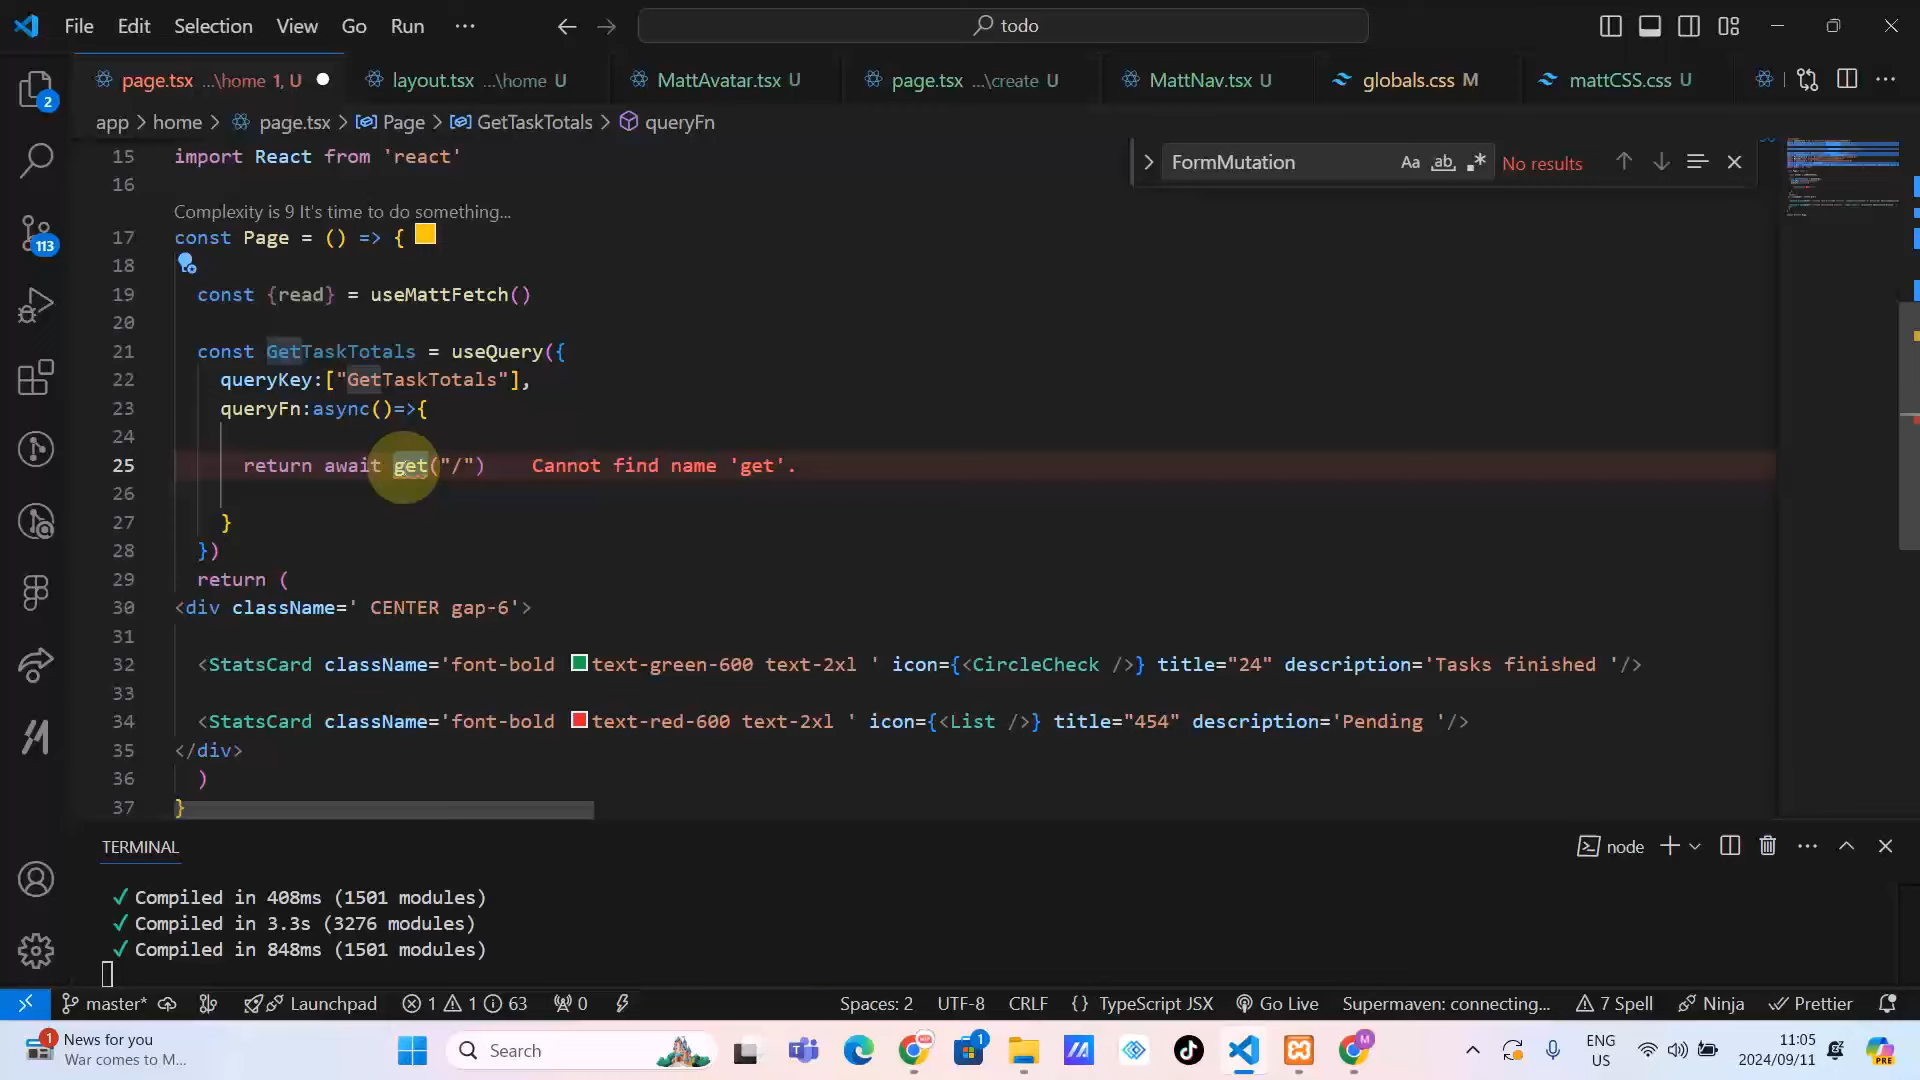 File Edit Selection View Go Run ··· todo
page.tsx ...\home 1, U layout.tsx ...\home U MattAvatar.tsx U page.tsx ...\create U MattNav.tsx U globals.css M mattCSS.css U
app > home > page.tsx > Page > GetTaskTotals > queryFn
FormMutation Aa ab No results
15 import React from 'react'
16
Complexity is 9 It's time to do something...
17 const Page = () => {
18
19 const {read} = useMattFetch()
20
21 const GetTaskTotals = useQuery({
22 queryKey:["GetTaskTotals"],
23 queryFn:async()=>{
24
25 return await get("/") Cannot find name 'get'.
26
27 }
28 })
29 return (
30 <div className=' CENTER gap-6'>
31
32 <StatsCard className='font-bold text-green-600 text-2xl ' icon={<CircleCheck />} title="24" description='Tasks finished '/>
33
34 <StatsCard className='font-bold text-red-600 text-2xl ' icon={<List />} title="454" description='Pending '/>
35 </div>
36 )
37 }
2
113
TERMINAL node
✓ Compiled in 408ms (1501 modules)
✓ Compiled in 3.3s (3276 modules)
✓ Compiled in 848ms (1501 modules)
master* Launchpad 1 1 63 0 Spaces: 2 UTF-8 CRLF {} TypeScript JSX Go Live Supermaven: connecting... 7 Spell Ninja Prettier
1 News for you
War comes to M...
Search
1
M
PRE
ENG
US
11:05
2024/09/11